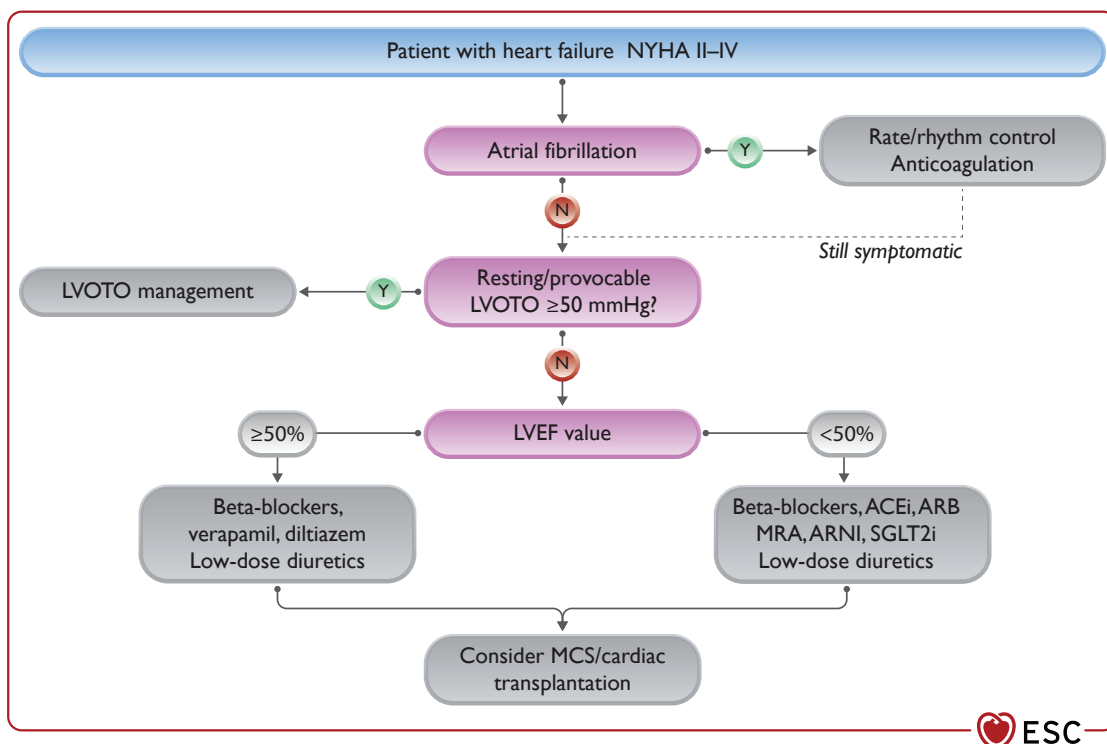 Patient with heart failure NYHA II–IV
Atrial fibrillation
Y
Rate/rhythm control
Anticoagulation
N
Still symptomatic
LVOTO management
Y
Resting/provocable
LVOTO ≥50 mmHg?
N
≥50%
LVEF value
<50%
Beta-blockers,
verapamil, diltiazem
Low-dose diuretics
Beta-blockers, ACEi, ARB
MRA, ARNI, SGLT2i
Low-dose diuretics
Consider MCS/cardiac
transplantation
ESC